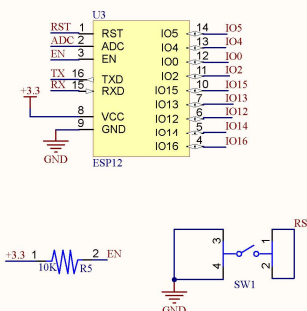 U3
RST 1 RST IO5 14 IO5
ADC 2 ADC IO4 13 IO4
EN 3 EN IO0 12 IO0
IO2 11 IO2
TX 16 TXD IO15 10 IO15
RX 15 RXD IO13 7 IO13
+3.3 IO12 6 IO12
8 VCC IO14 5 IO14
9 GND IO16 4 IO16
GND ESP12
RS
3 1
+3.3 1 2 EN
10K R5 4 2
SW1
GND